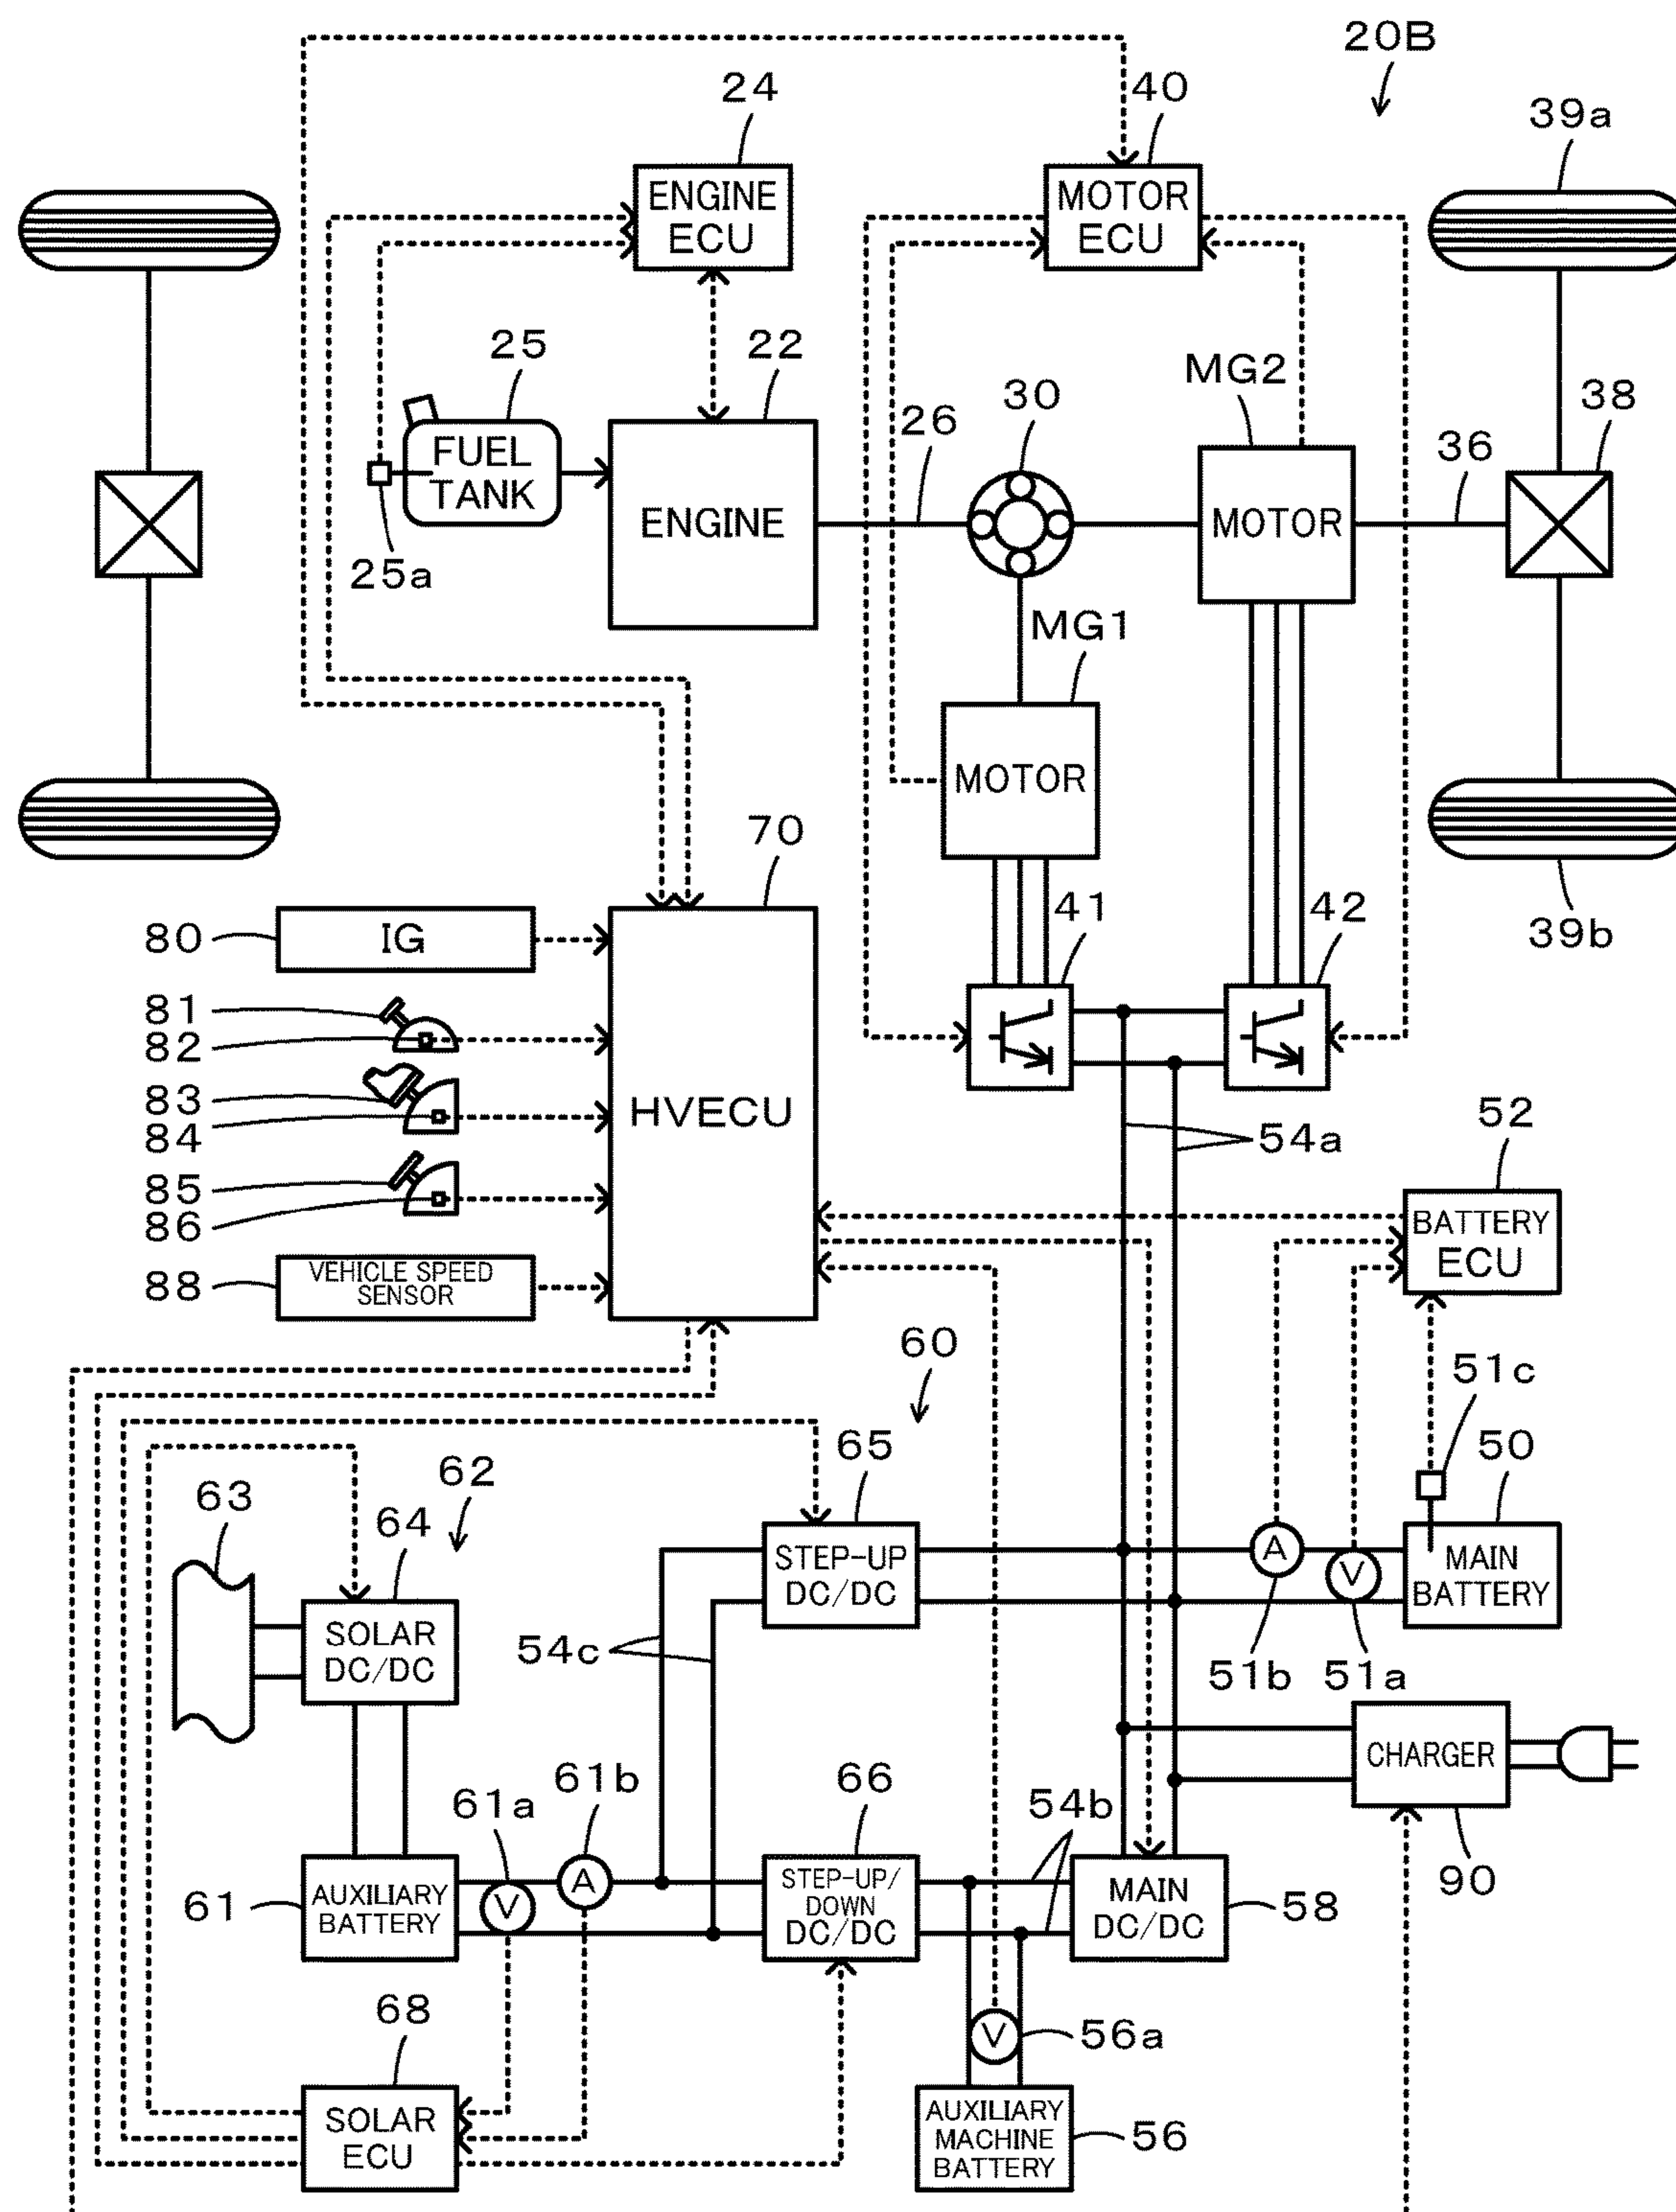 20B
24
40
39a
ENGINE
ECU
MOTOR
ECU
25
22
MG2
30
38
26
36
FUEL
TANK
ENGINE
MOTOR
25a
MG1
MOTOR
70
41
42
39b
80
IG
81
82
83
84
HVECU
54a
52
85
86
BATTERY
ECU
88
VEHICLE SPEED
SENSOR
60
51c
65
50
62
63
64
STEP-UP
DC/DC
A
V
MAIN
BATTERY
SOLAR
DC/DC
54c
51b
51a
CHARGER
61a
61b
66
54b
90
61
AUXILIARY
BATTERY
V
A
STEP-UP/
DOWN
DC/DC
MAIN
DC/DC
58
68
V
56a
SOLAR
ECU
AUXILIARY
MACHINE
BATTERY
56